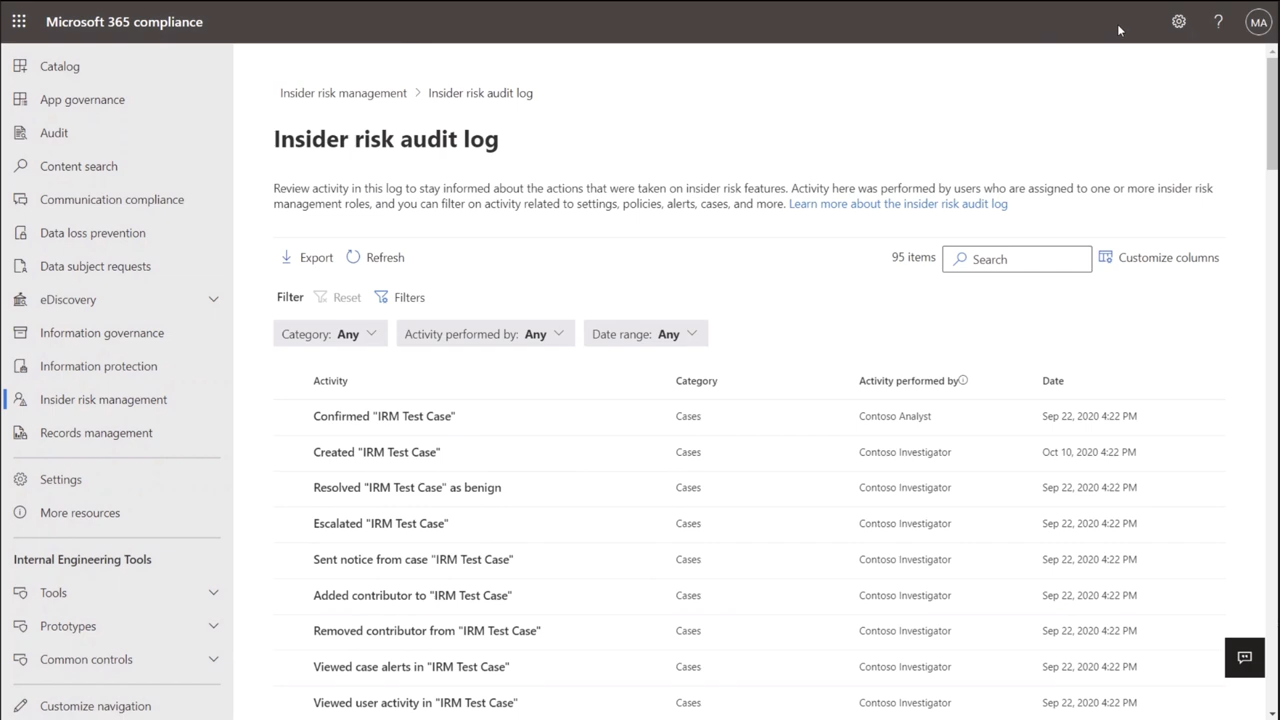 Microsoft 365 compliance
MA
Catalog
App governance
Audit
Content search
Communication compliance
Data loss prevention
Data subject requests
eDiscovery
Information governance
Information protection
Insider risk management
Records management
Settings
More resources
Internal Engineering Tools
Tools
Prototypes
Common controls
Customize navigation
Insider risk management > Insider risk audit log
Insider risk audit log
Review activity in this log to stay informed about the actions that were taken on insider risk features. Activity here was performed by users who are assigned to one or more insider risk
management roles, and you can filter on activity related to settings, policies, alerts, cases, and more. Learn more about the insider risk audit log
Export Refresh 95 items Search Customize columns
Filter Reset Filters
Category: Any Activity performed by: Any Date range: Any
Activity Category Activity performed by Date
Confirmed "IRM Test Case" Cases Contoso Analyst Sep 22, 2020 4:22 PM
Created "IRM Test Case" Cases Contoso Investigator Oct 10, 2020 4:22 PM
Resolved "IRM Test Case" as benign Cases Contoso Investigator Sep 22, 2020 4:22 PM
Escalated "IRM Test Case" Cases Contoso Investigator Sep 22, 2020 4:22 PM
Sent notice from case "IRM Test Case" Cases Contoso Investigator Sep 22, 2020 4:22 PM
Added contributor to "IRM Test Case" Cases Contoso Investigator Sep 22, 2020 4:22 PM
Removed contributor from "IRM Test Case" Cases Contoso Investigator Sep 22, 2020 4:22 PM
Viewed case alerts in "IRM Test Case" Cases Contoso Investigator Sep 22, 2020 4:22 PM
Viewed user activity in "IRM Test Case" Cases Contoso Investigator Sep 22, 2020 4:22 PM